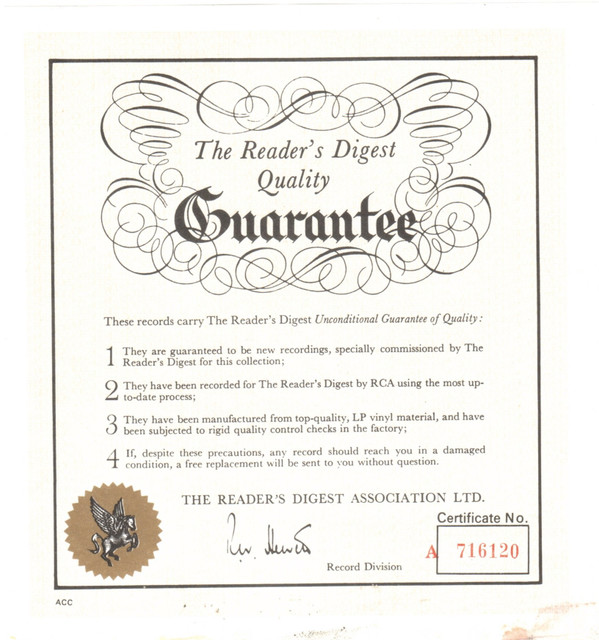 The Reader's Digest
Quality
Guarantee
These records carry The Reader's Digest Unconditional Guarantee of Quality:
1 They are guaranteed to be new recordings, specially commissioned by The
Reader's Digest for this collection;
2 They have been recorded for The Reader's Digest by RCA using the most up-
to-date process;
3 They have been manufactured from top-quality, LP vinyl material, and have
been subjected to rigid quality control checks in the factory;
4 If, despite these precautions, any record should reach you in a damaged
condition, a free replacement will be sent to you without question.
THE READER'S DIGEST ASSOCIATION LTD.
Certificate No.
A 716120
Record Division
ACC